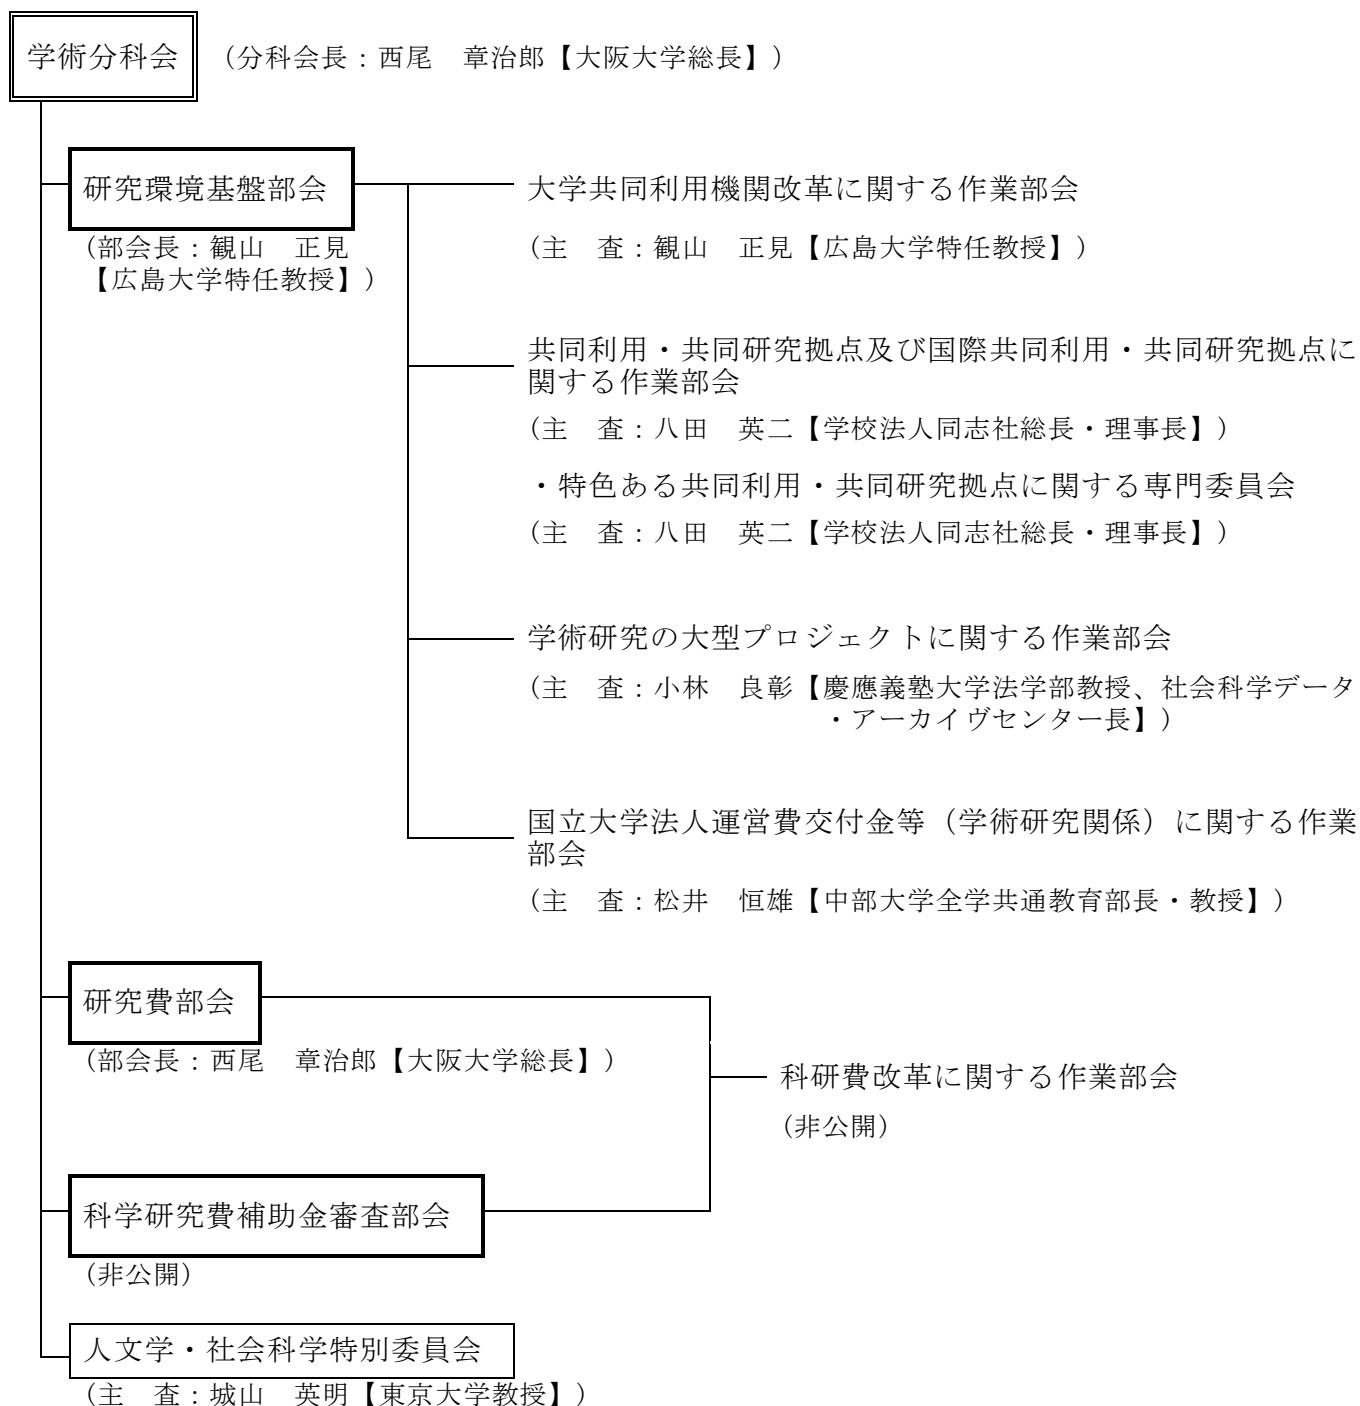 学術分科会 (分科会長：西尾　章治郎【大阪大学総長】)
研究環境基盤部会
(部会長：観山　正見
【広島大学特任教授】)
大学共同利用機関改革に関する作業部会
(主　査：観山　正見【広島大学特任教授】)
共同利用・共同研究拠点及び国際共同利用・共同研究拠点に
関する作業部会
(主　査：八田　英二【学校法人同志社総長・理事長】)
・特色ある共同利用・共同研究拠点に関する専門委員会
(主　査：八田　英二【学校法人同志社総長・理事長】)
学術研究の大型プロジェクトに関する作業部会
(主　査：小林　良彰【慶應義塾大学法学部教授、社会科学データ
・アーカイヴセンター長】)
国立大学法人運営費交付金等（学術研究関係）に関する作業
部会
(主　査：松井　恒雄【中部大学全学共通教育部長・教授】)
研究費部会
(部会長：西尾　章治郎【大阪大学総長】)
科研費改革に関する作業部会
(非公開)
科学研究費補助金審査部会
(非公開)
人文学・社会科学特別委員会
(主　査：城山　英明【東京大学教授】)